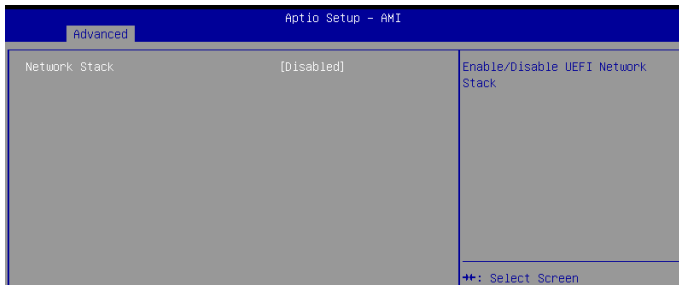 Aptio Setup – AMI
Advanced
Network Stack [Disabled]
Enable/Disable UEFI Network
Stack
→←: Select Screen